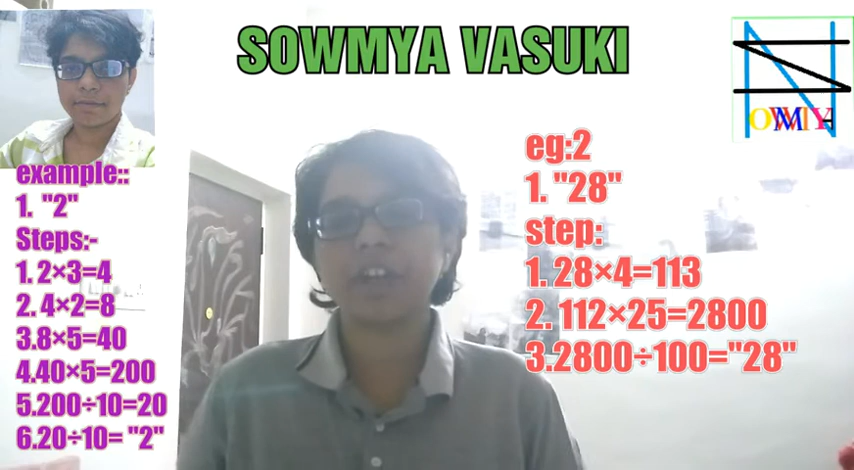 SOWMYA VASUKI
OWMIYA
example::
1. "2"
Steps:-
1. 2×3=4
2. 4×2=8
3.8×5=40
4.40×5=200
5.200÷10=20
6.20÷10= "2"
eg:2
1. "28"
step:
1. 28×4=113
2. 112×25=2800
3.2800÷100="28"